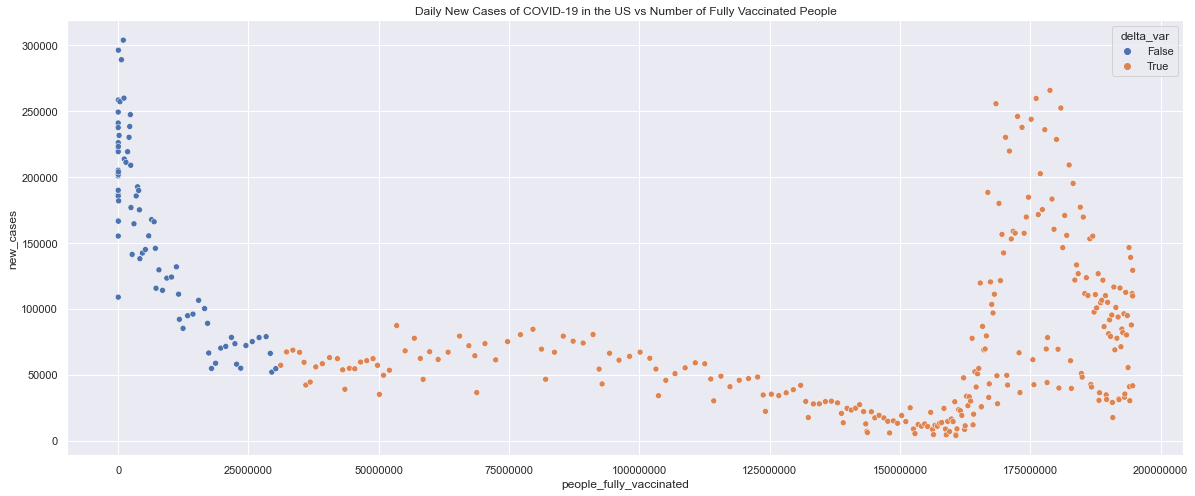 Daily New Cases of COVID-19 in the US vs Number of Fully Vaccinated People
delta_var
False
True
300000
250000
200000
150000
100000
50000
0
new_cases
0
25000000
50000000
75000000
100000000
125000000
150000000
175000000
200000000
people_fully_vaccinated